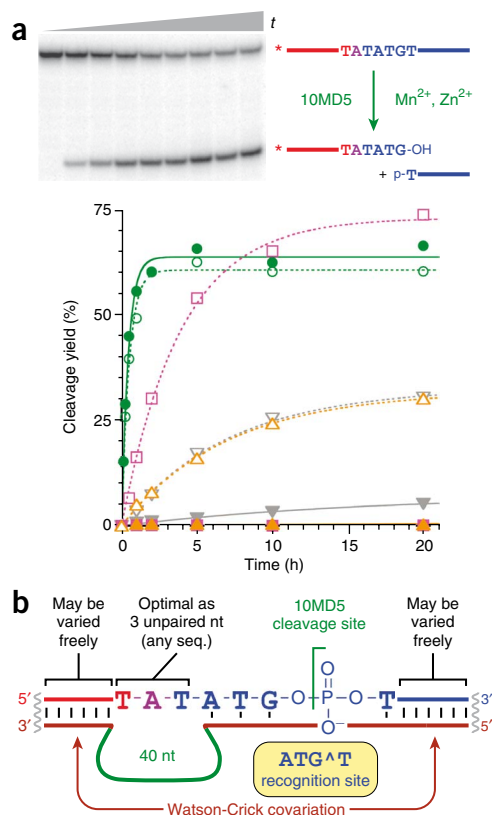 a
t
* TATATGT
10MD5 Mn2+, Zn2+
* TATATG-OH
+ p-T
75
50
25
0
Cleavage yield (%)
0 5 10 15 20
Time (h)
b
May be varied freely
Optimal as 3 unpaired nt (any seq.)
10MD5 cleavage site
May be varied freely
5′ T-A-T-A-T-G-O-P-O-T 3′
O
O−
3′ 5′
40 nt
ATG^T
recognition site
Watson-Crick covariation